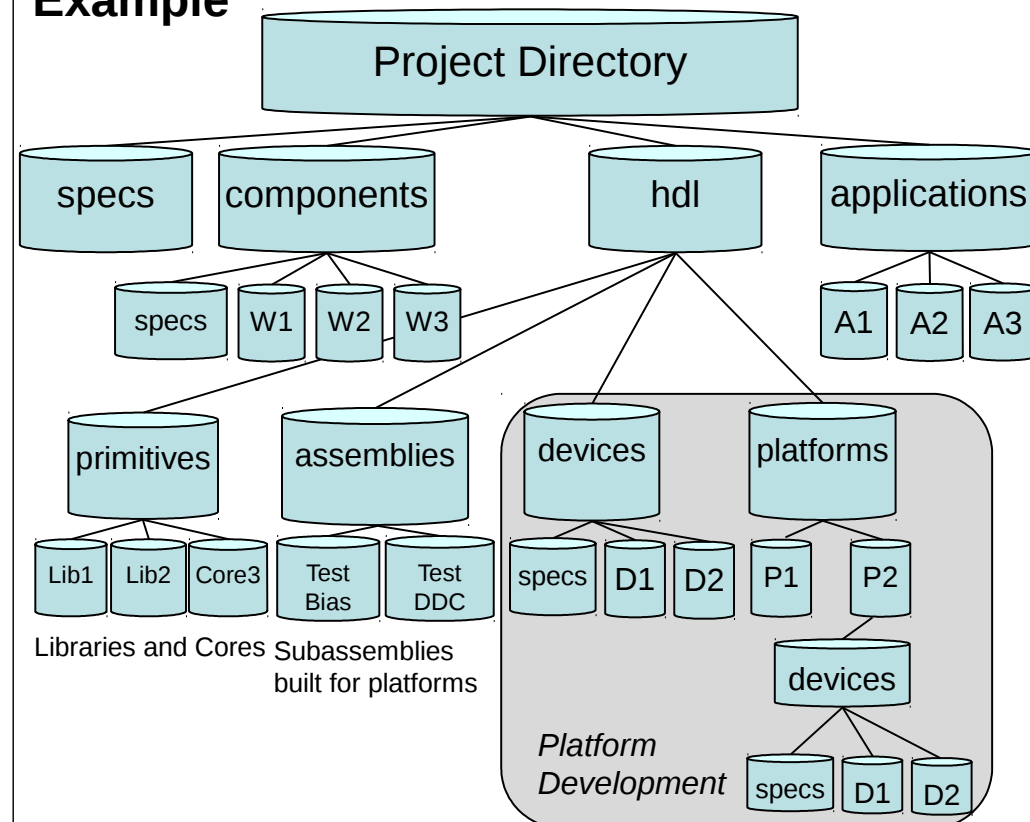 Example
Project Directory
specs
components
hdl
applications
specs
W1
W2
W3
A1
A2
A3
primitives
assemblies
devices
platforms
Lib1
Lib2
Core3
Test
Bias
Test
DDC
specs
D1
D2
P1
P2
Libraries and Cores
Subassemblies
built for platforms
devices
Platform
Development
specs
D1
D2